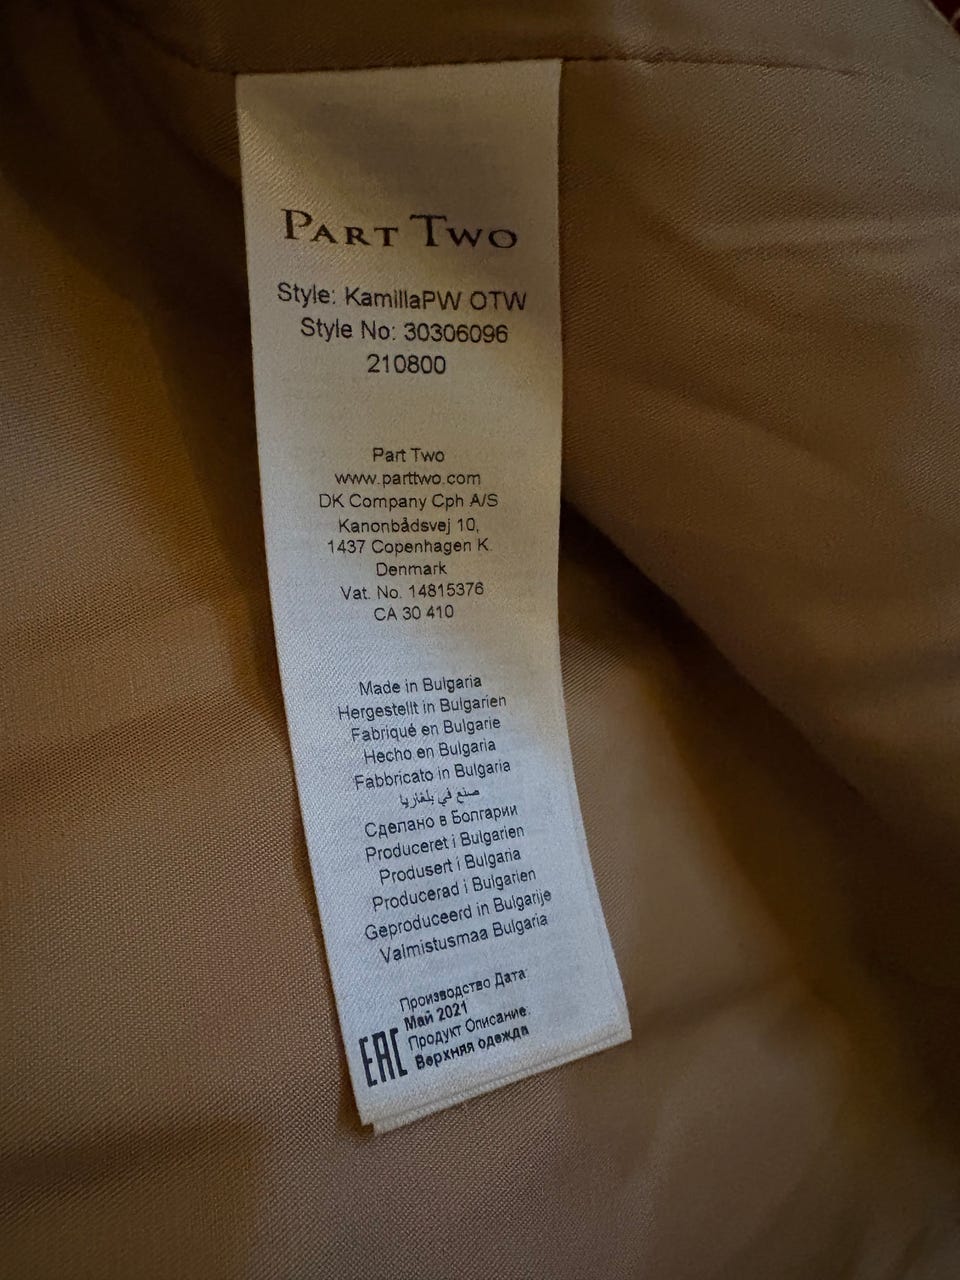 PART TWO
Style: KamillaPW OTW
Style No: 30306096
210800
Part Two
www.parttwo.com
DK Company Cph A/S
Kanonbådsvej 10,
1437 Copenhagen K.
Denmark
Vat. No. 14815376
CA 30 410
Made in Bulgaria
Hergestellt in Bulgarien
Fabriqué en Bulgarie
Hecho en Bulgaria
Fabbricato in Bulgaria
صنع في بلغاريا
Сделано в Болгарии
Produceret i Bulgarien
Produsert i Bulgaria
Producerad i Bulgarien
Geproduceerd in Bulgarije
Valmistusmaa Bulgaria
Производство Дата:
Май 2021
Продукт Описание:
Верхняя одежда
EAC